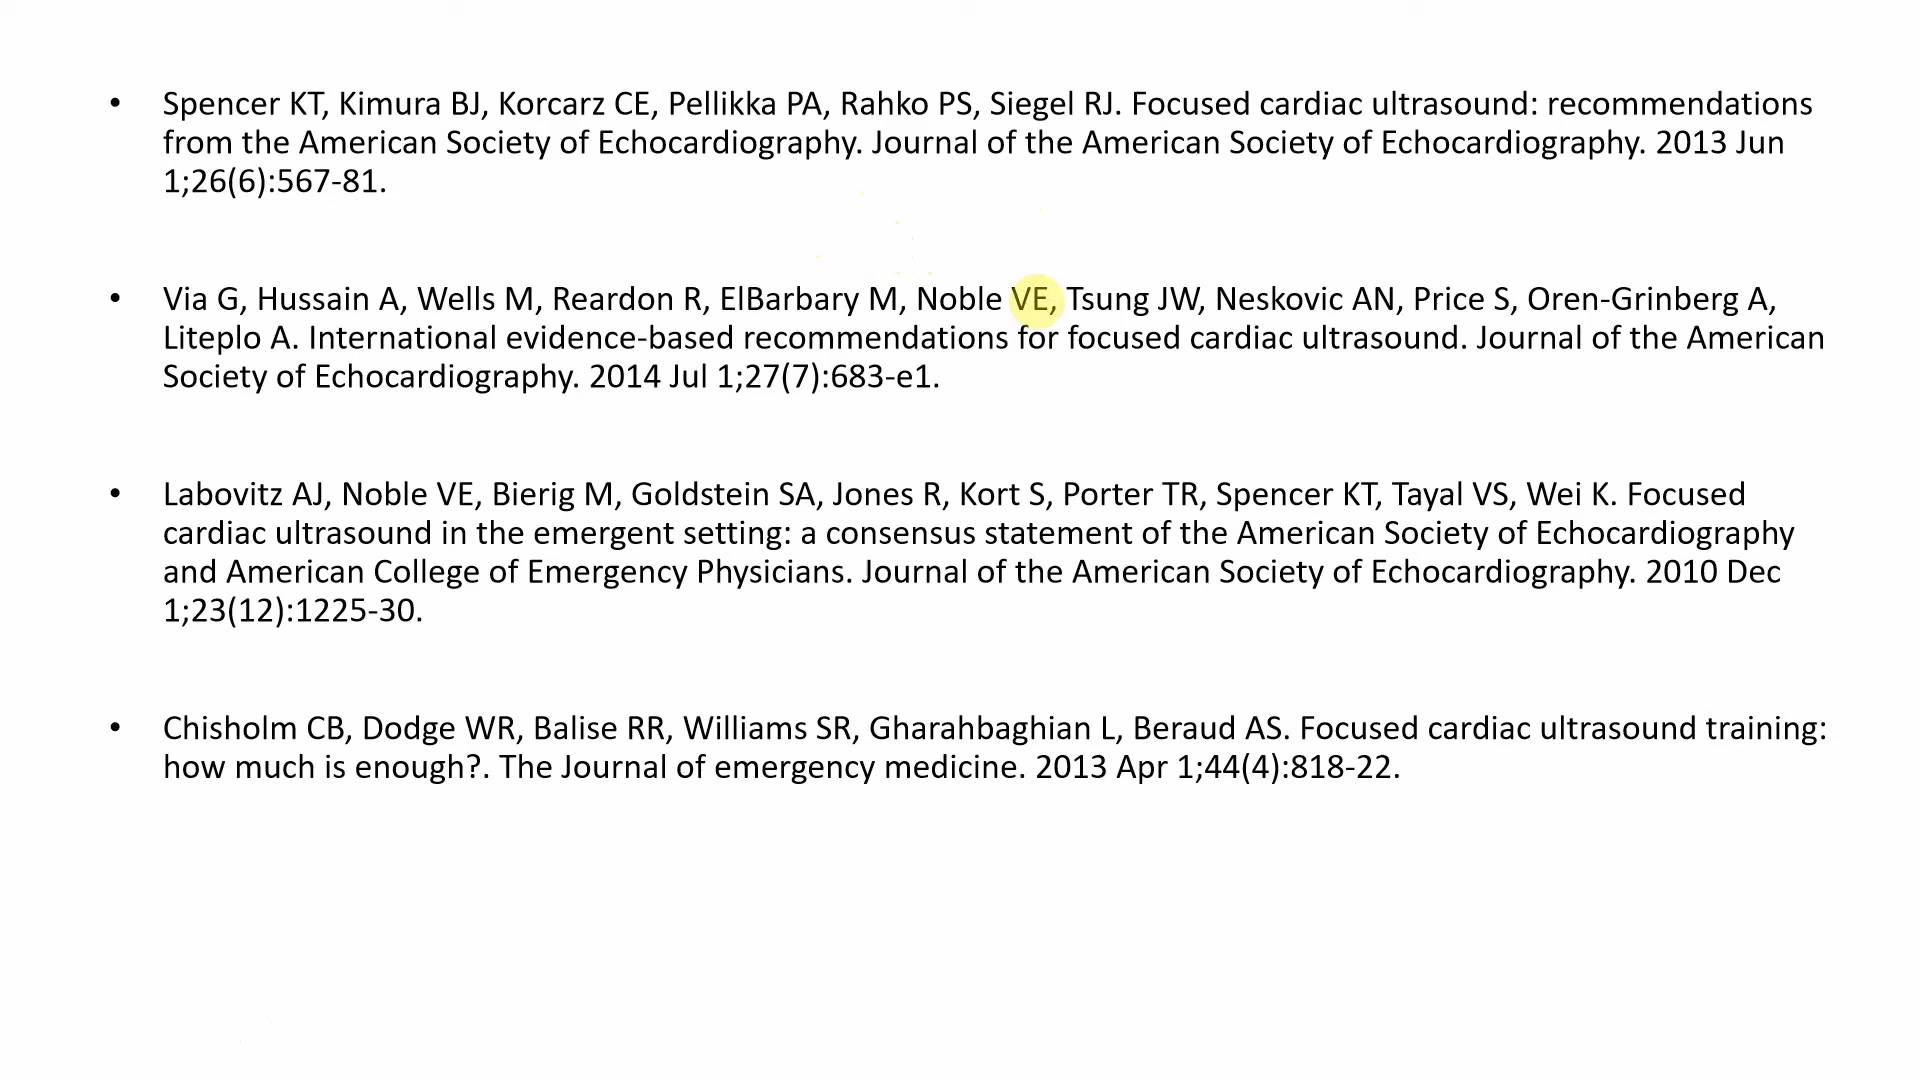 • Spencer KT, Kimura BJ, Korcarz CE, Pellikka PA, Rahko PS, Siegel RJ. Focused cardiac ultrasound: recommendations
from the American Society of Echocardiography. Journal of the American Society of Echocardiography. 2013 Jun
1;26(6):567-81.
• Via G, Hussain A, Wells M, Reardon R, ElBarbary M, Noble VE, Tsung JW, Neskovic AN, Price S, Oren-Grinberg A,
Liteplo A. International evidence-based recommendations for focused cardiac ultrasound. Journal of the American
Society of Echocardiography. 2014 Jul 1;27(7):683-e1.
• Labovitz AJ, Noble VE, Bierig M, Goldstein SA, Jones R, Kort S, Porter TR, Spencer KT, Tayal VS, Wei K. Focused
cardiac ultrasound in the emergent setting: a consensus statement of the American Society of Echocardiography
and American College of Emergency Physicians. Journal of the American Society of Echocardiography. 2010 Dec
1;23(12):1225-30.
• Chisholm CB, Dodge WR, Balise RR, Williams SR, Gharahbaghian L, Beraud AS. Focused cardiac ultrasound training:
how much is enough?. The Journal of emergency medicine. 2013 Apr 1;44(4):818-22.